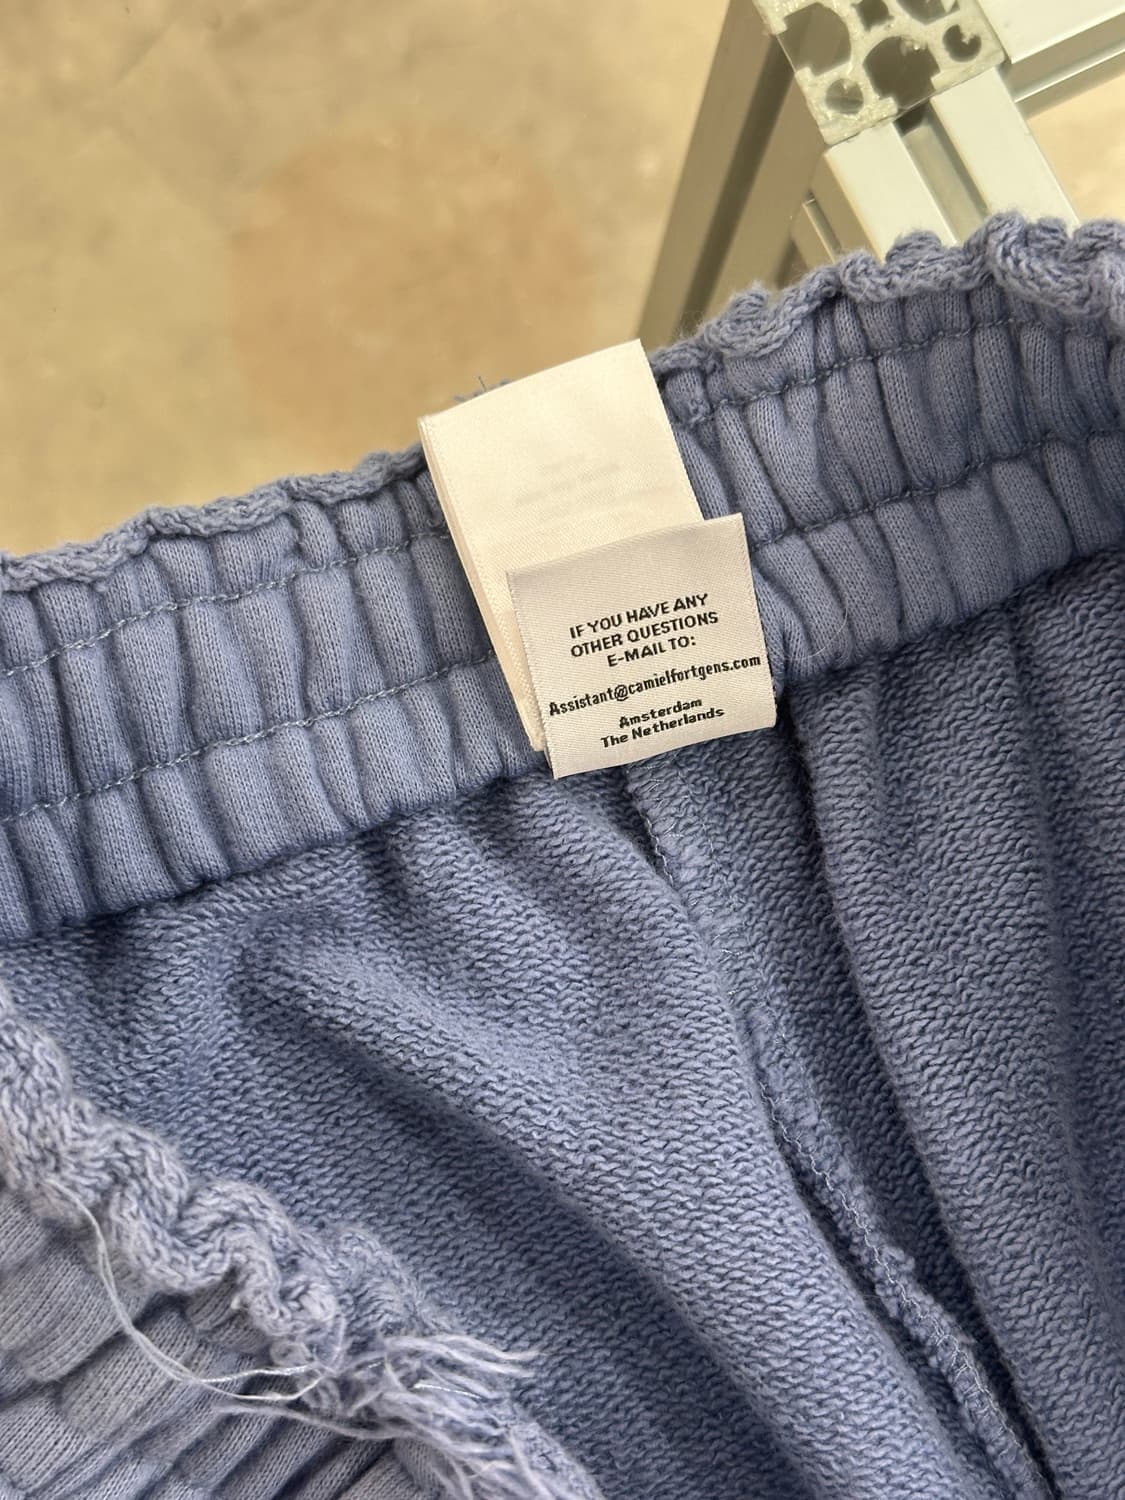 IF YOU HAVE ANY
OTHER QUESTIONS
E-MAIL TO:
Assistant@camielfortgens.com
Amsterdam
The Netherlands